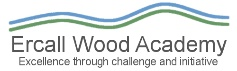 Ercall Wood Academy
Excellence through challenge and initiative